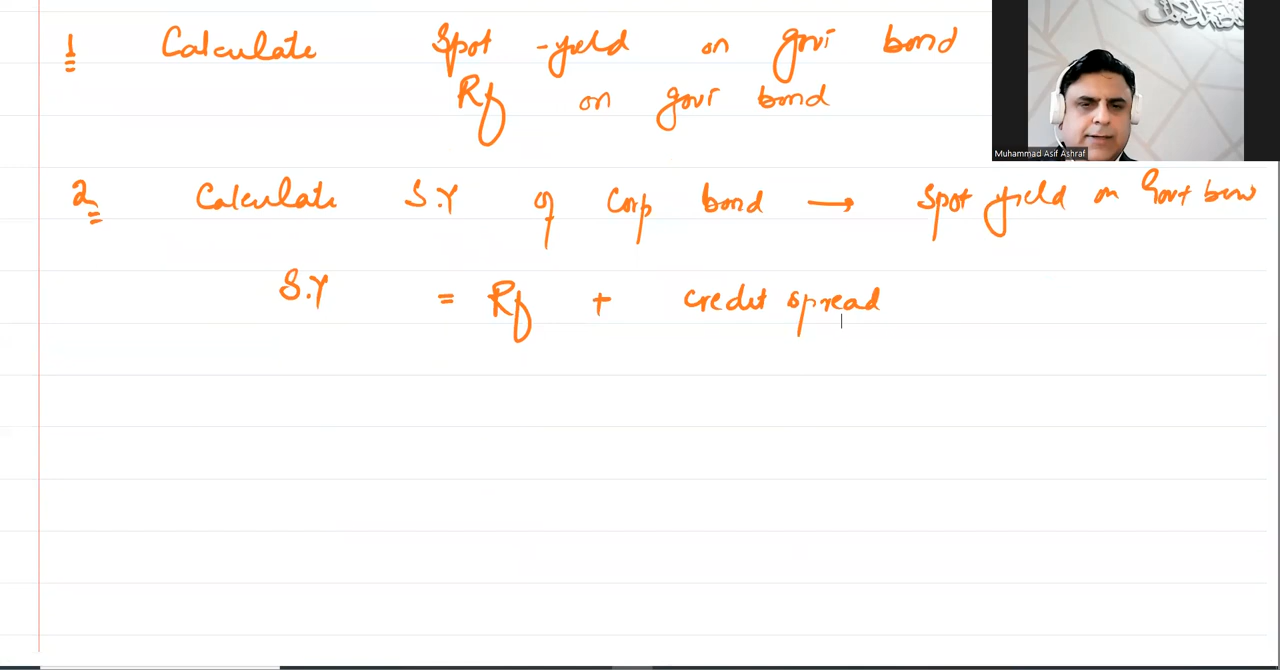 1 Calculate Spot -yield on govt bond
Rf on govt bond
Muhammad Asif Ashraf
2 Calculate S.Y of Corp bond → Spot yield on Govt
S.Y = Rf + credit spread